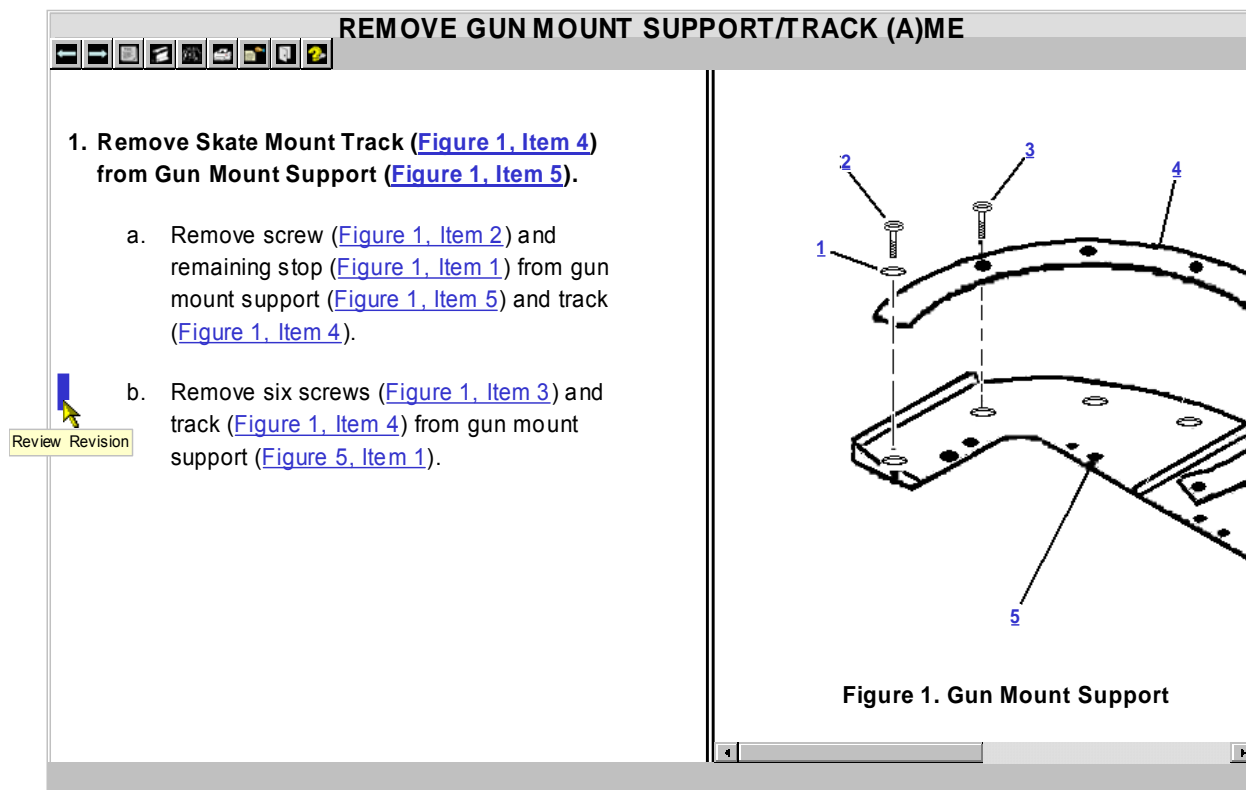 REMOVE GUN MOUNT SUPPORT/TRACK (A)ME
1. Remove Skate Mount Track (Figure 1, Item 4)
from Gun Mount Support (Figure 1, Item 5).
a. Remove screw (Figure 1, Item 2) and
remaining stop (Figure 1, Item 1) from gun
mount support (Figure 1, Item 5) and track
(Figure 1, Item 4).
b. Remove six screws (Figure 1, Item 3) and
track (Figure 1, Item 4) from gun mount
support (Figure 5, Item 1).
Review Revision
3
2
4
1
5
Figure 1. Gun Mount Support